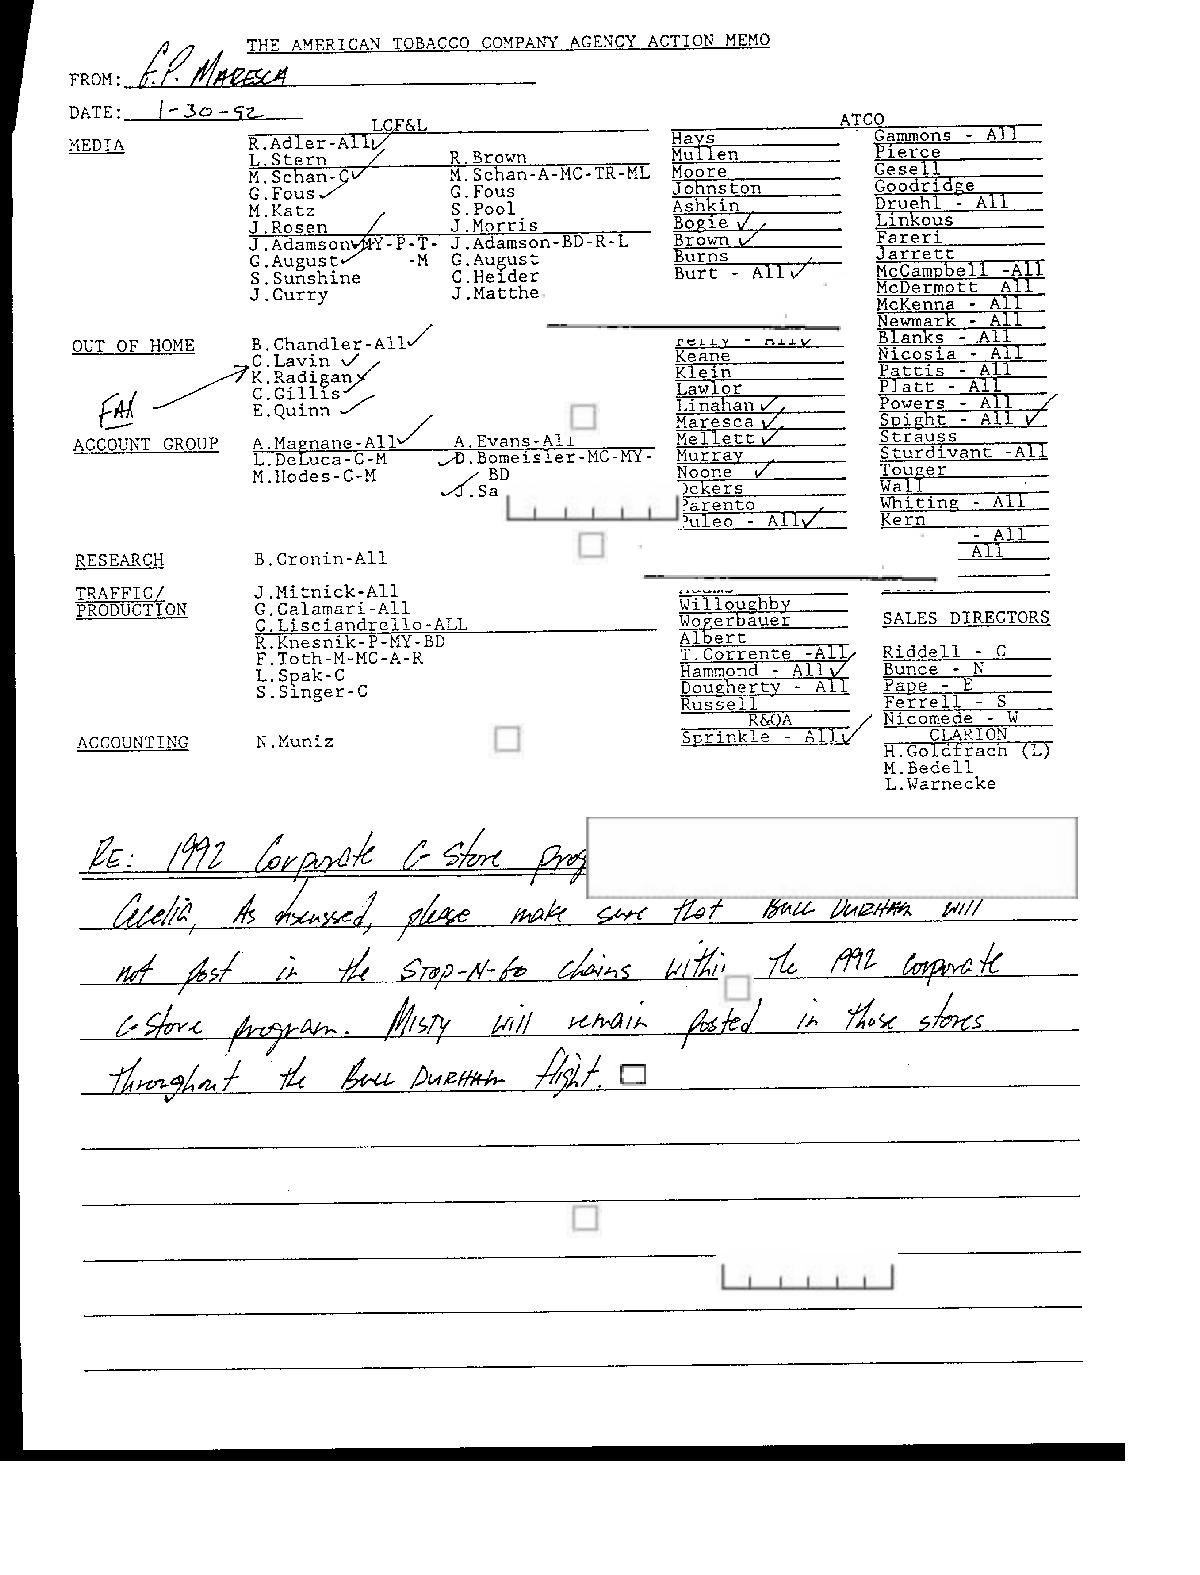 THE AMERICAN TOBACCO COMPANY AGENCY ACTION MEMO
FROM: F.P. MARESCA
DATE: 1-30-92
LCF&L
ATCO
MEDIA
R.Adler-All
L.Stern
M.Schan-C
G.Fous
M.Katz
J.Rosen
J.Adamson-MY-P-T-
G.August -M
S.Sunshine
J.Curry
R.Brown
M.Schan-A-MC-TR-ML
G.Fous
S.Pool
J.Morris
J.Adamson-BD-R-L
G.August
C.Heider
J.Matthe
Hays
Mullen
Moore
Johnston
Ashkin
Bogie
Brown
Burns
Burt - All
Gammons - All
Pierce
Gesell
Goodridge
Druehl - All
Linkous
Fareri
Jarrett
McCampbell -All
McDermott All
McKenna - All
Newmark - All
Blanks - All
Nicosia - All
Pattis - All
Platt - All
Powers - All
Spight - All
Strauss
Sturdivant -All
Touger
Wall
Whiting - All
Kern
- All
All
OUT OF HOME
B.Chandler-All
C.Lavin
K.Radigan
C.Gillis
E.Quinn
FAX
Keane
Klein
Lawlor
Linahan
Maresca
Mellett
Murray
Noone
Ockers
Parento
Puleo - All
ACCOUNT GROUP
A.Magnane-All
L.DeLuca-C-M
M.Hodes-C-M
A.Evans-All
D.Bomeisler-MC-MY-
BD
J.Sa
RESEARCH
B.Cronin-All
TRAFFIC/
PRODUCTION
J.Mitnick-All
G.Calamari-All
C.Lisciandrello-ALL
R.Knesnik-P-MY-BD
F.Toth-M-MC-A-R
L.Spak-C
S.Singer-C
Willoughby
Wogerbauer
Albert
T.Corrente -All
Hammond - All
Dougherty - All
Russell
R&QA
Sprinkle - All
SALES DIRECTORS
Riddell - C
Bunce - N
Pape - E
Ferrell - S
Nicomede - W
CLARION
H.Goldfrach (L)
M.Bedell
L.Warnecke
ACCOUNTING
N.Muniz
RE: 1992 Corporate C-Store prog
Cecelia, As discussed, please make sure that BULL DURHAM will
not post in the STOP-N-GO chains within the 1992 corporate
C-Store program. MISTY will remain posted in those stores
throughout the BULL DURHAM flight.